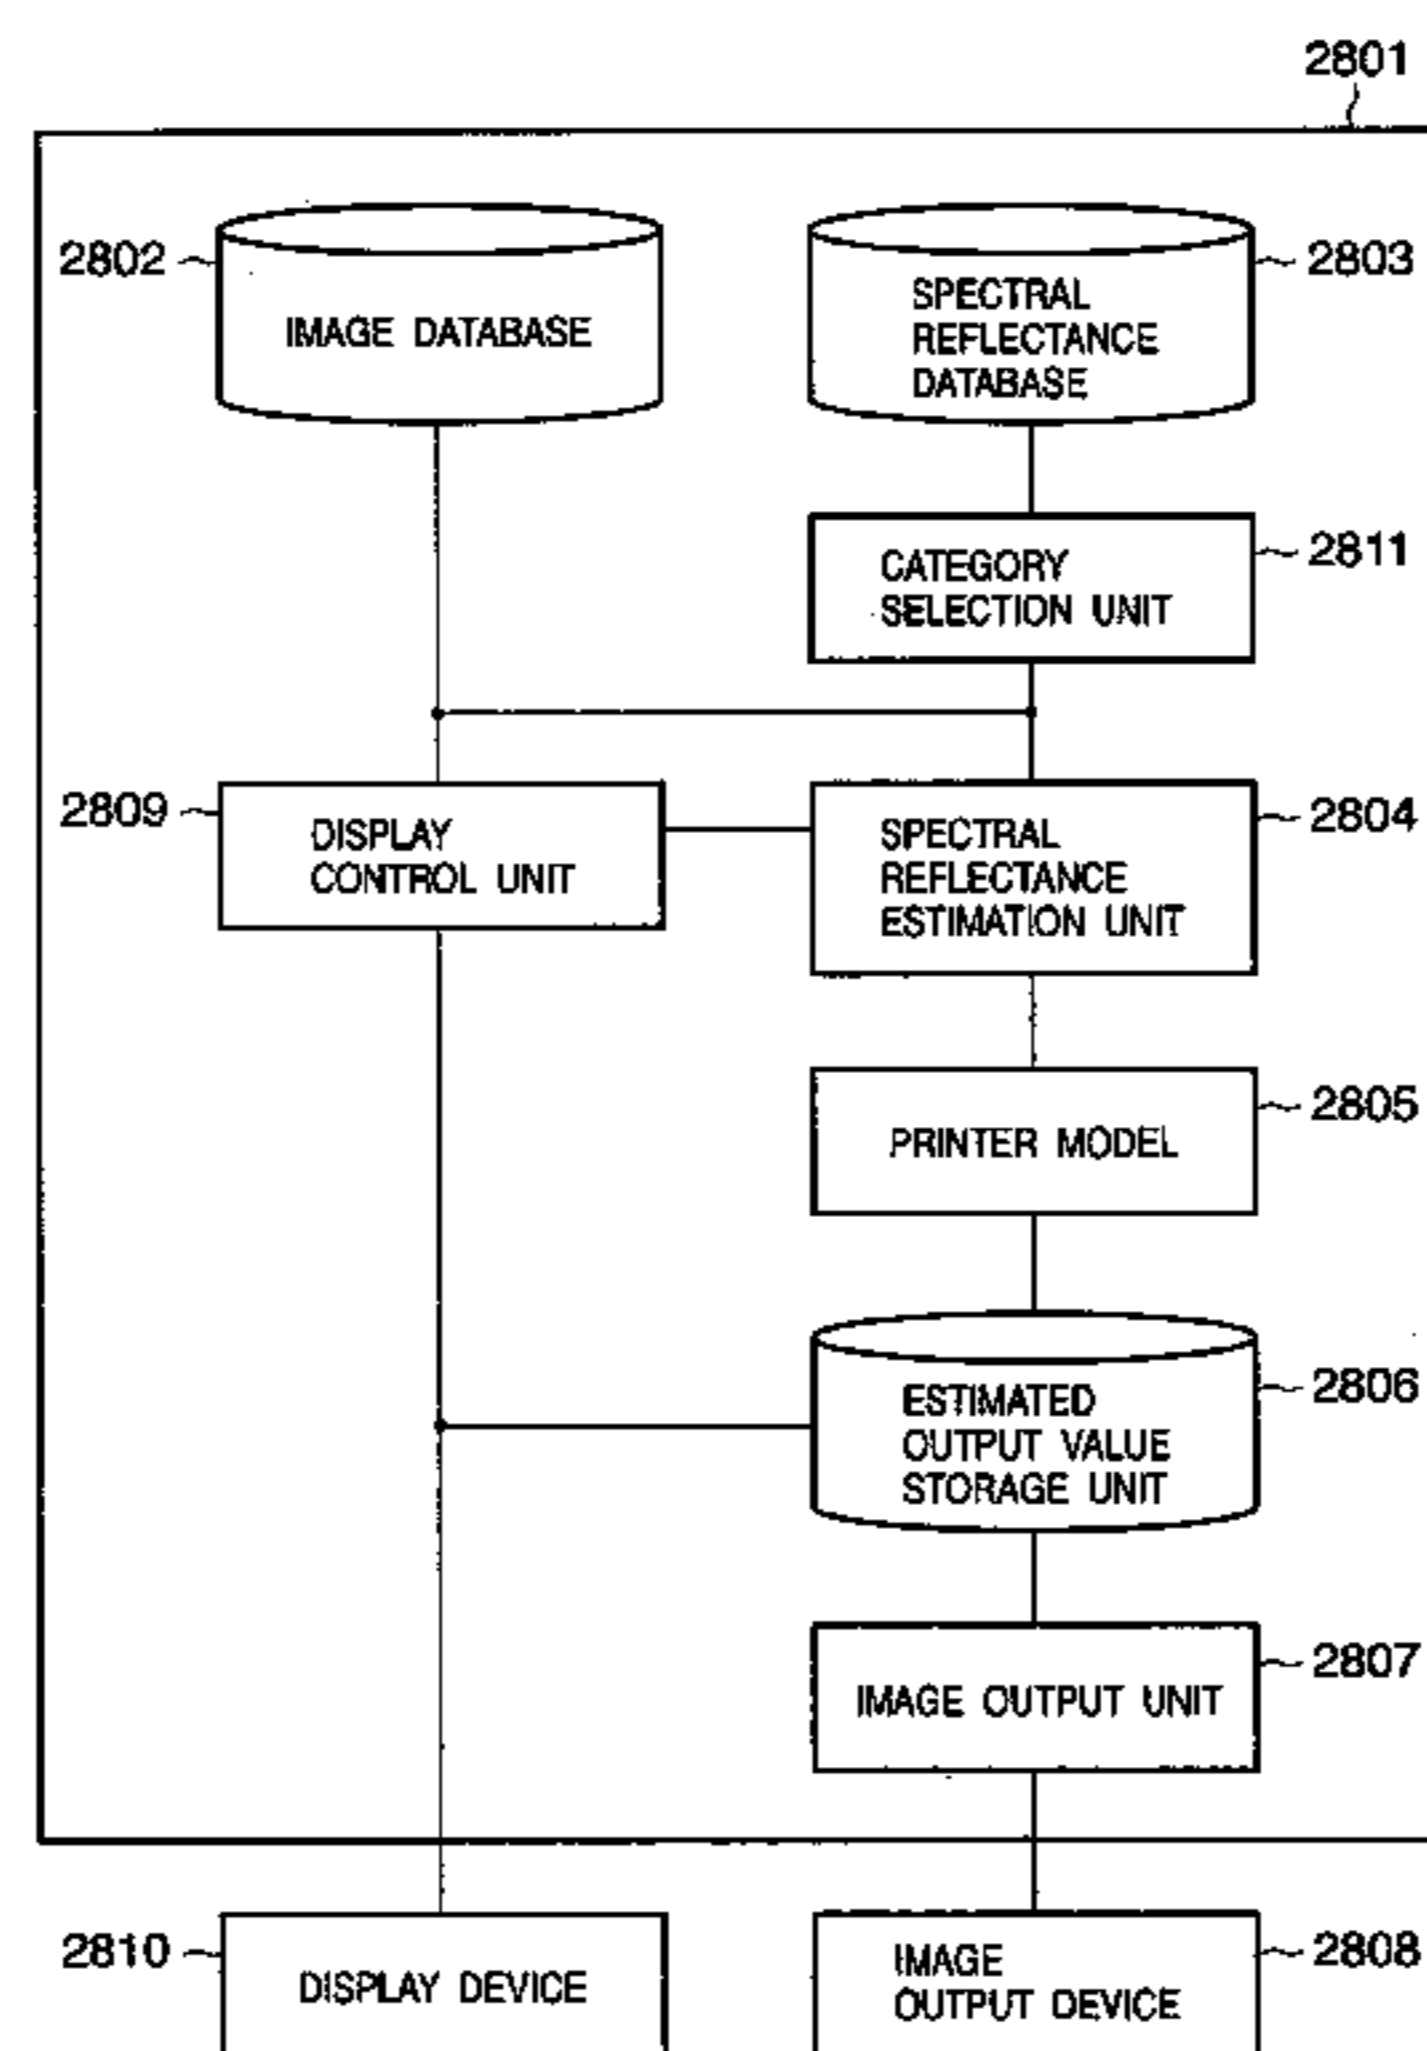 2801
2802
IMAGE DATABASE
SPECTRAL
REFLECTANCE
DATABASE
2803
CATEGORY
SELECTION UNIT
2811
2809
DISPLAY
CONTROL UNIT
SPECTRAL
REFLECTANCE
ESTIMATION UNIT
2804
PRINTER MODEL
2805
ESTIMATED
OUTPUT VALUE
STORAGE UNIT
2806
IMAGE OUTPUT UNIT
2807
2810
DISPLAY DEVICE
IMAGE
OUTPUT DEVICE
2808